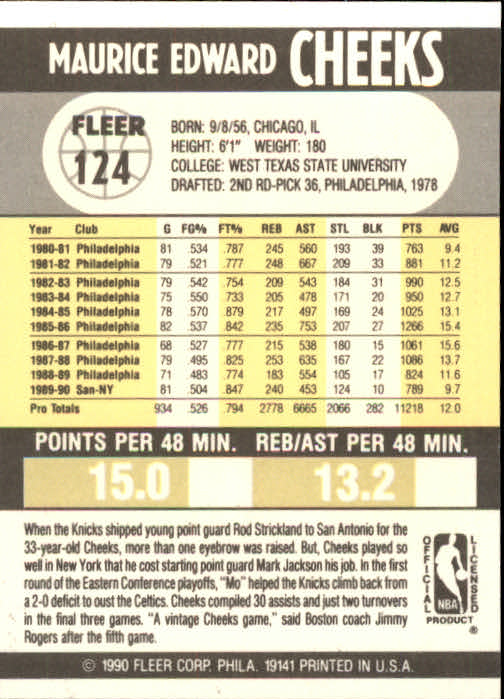 MAURICE EDWARD CHEEKS
FLEER
124
BORN: 9/8/56, CHICAGO, IL
HEIGHT: 6'1" WEIGHT: 180
COLLEGE: WEST TEXAS STATE UNIVERSITY
DRAFTED: 2ND RD-PICK 36, PHILADELPHIA, 1978
Year Club G FG% FT% REB AST STL BLK PTS AVG
1980-81 Philadelphia 81 .534 .787 245 560 193 39 763 9.4
1981-82 Philadelphia 79 .521 .777 248 667 209 33 881 11.2
1982-83 Philadelphia 79 .542 .754 209 543 184 31 990 12.5
1983-84 Philadelphia 75 .550 .733 205 478 171 20 950 12.7
1984-85 Philadelphia 78 .570 .879 217 497 169 24 1025 13.1
1985-86 Philadelphia 82 .537 .842 235 753 207 27 1266 15.4
1986-87 Philadelphia 68 .527 .777 215 538 180 15 1061 15.6
1987-88 Philadelphia 79 .495 .825 253 635 167 22 1086 13.7
1988-89 Philadelphia 71 .483 .774 183 554 105 17 824 11.6
1989-90 San-NY 81 .504 .847 240 453 124 10 789 9.7
Pro Totals 934 .526 .794 2778 6665 2066 282 11218 12.0
POINTS PER 48 MIN. REB/AST PER 48 MIN.
15.0 13.2
When the Knicks shipped young point guard Rod Strickland to San Antonio for the
33-year-old Cheeks, more than one eyebrow was raised. But, Cheeks played so
well in New York that he cost starting point guard Mark Jackson his job. In the first
round of the Eastern Conference playoffs, "Mo" helped the Knicks climb back from
a 2-0 deficit to oust the Celtics. Cheeks compiled 30 assists and just two turnovers
in the final three games. "A vintage Cheeks game," said Boston coach Jimmy
Rogers after the fifth game.
OFFICIAL
LICENSED
NBA
PRODUCT ®
© 1990 FLEER CORP. PHILA. 19141 PRINTED IN U.S.A.